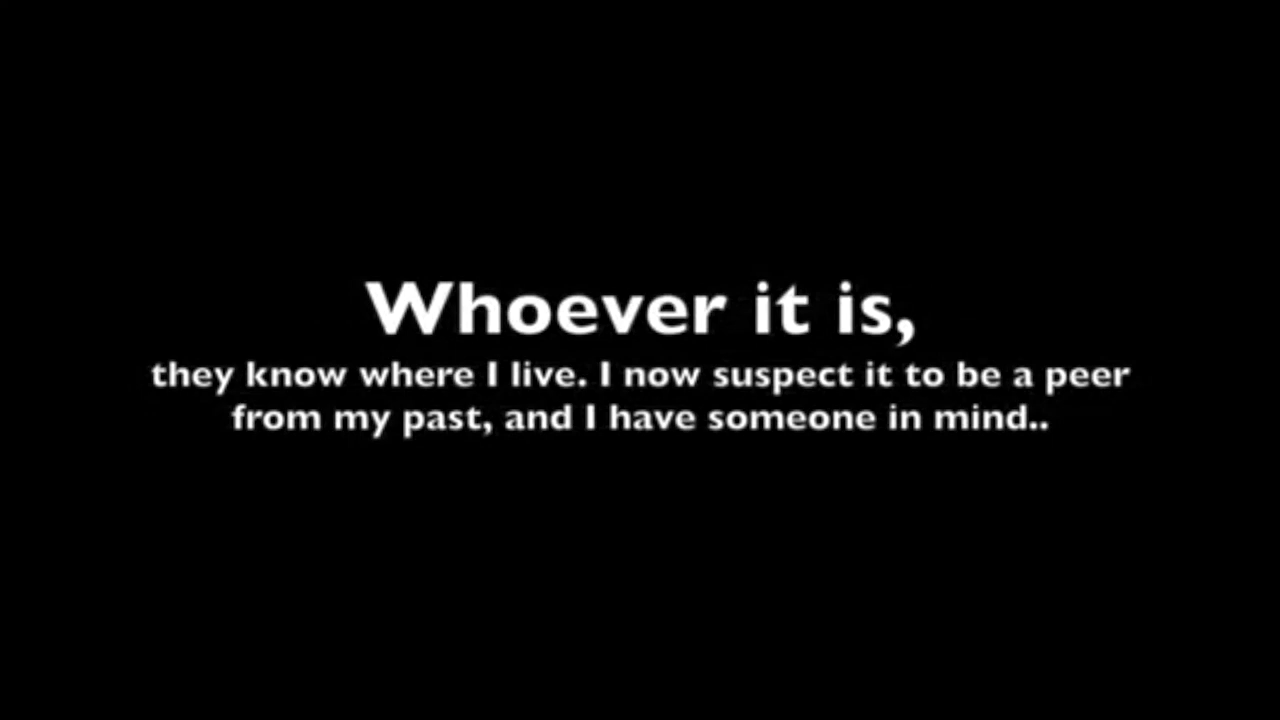 Whoever it is,
they know where I live. I now suspect it to be a peer
from my past, and I have someone in mind..